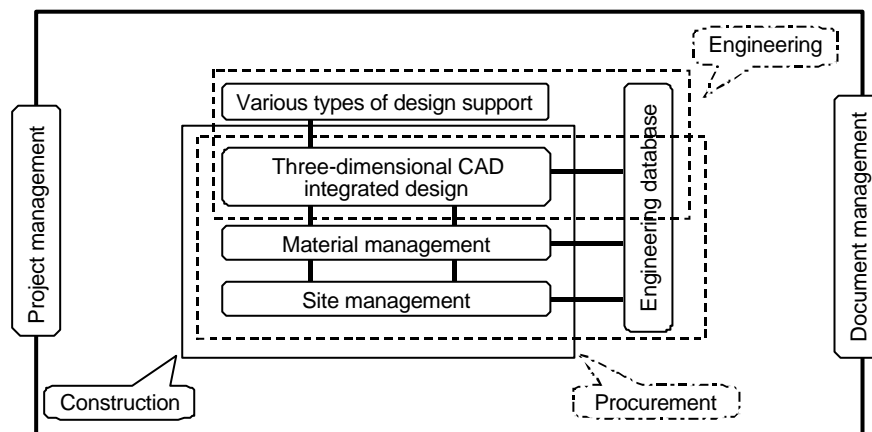 Engineering
Various types of design support
Three-dimensional CAD
integrated design
Material management
Site management
Engineering database
Project management
Document management
Construction
Procurement